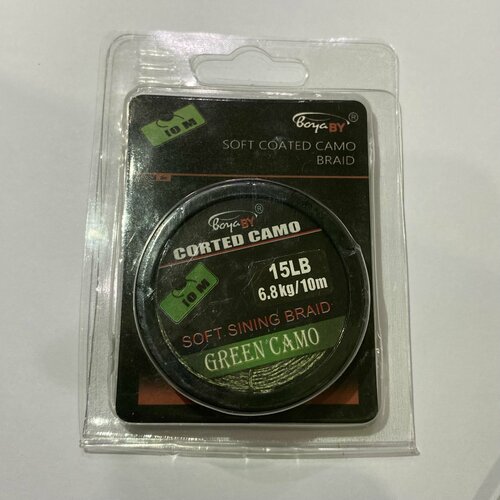 10 M
BoyaBY®
SOFT COATED CAMO
BRAID
BoyaBY®
CORTED CAMO
15LB
6.8kg/10m
10 M
SOFT SINING BRAID
GREEN CAMO